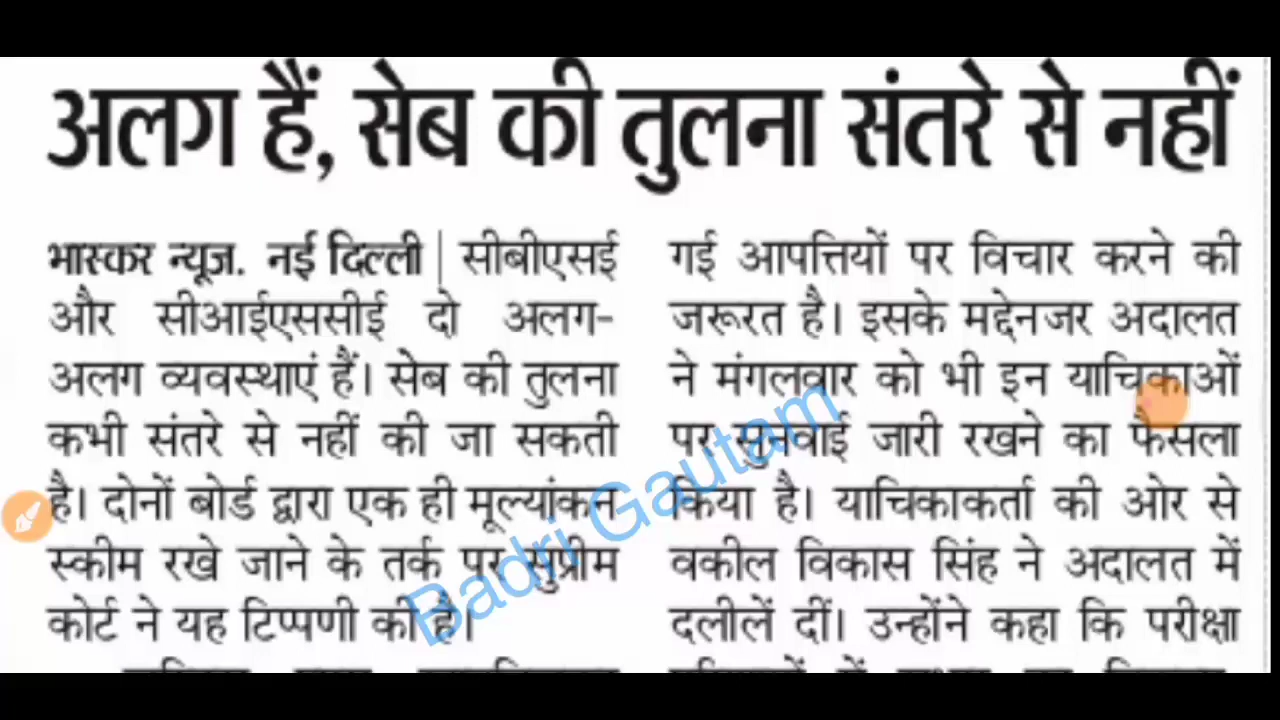 अलग हैं, सेब की तुलना संतरे से नहीं
भास्कर न्यूज. नई दिल्ली | सीबीएसई
और सीआईएससीई दो अलग-
अलग व्यवस्थाएं हैं। सेब की तुलना
कभी संतरे से नहीं की जा सकती
है। दोनों बोर्ड द्वारा एक ही मूल्यांकन
स्कीम रखे जाने के तर्क पर सुप्रीम
कोर्ट ने यह टिप्पणी की है।
गई आपत्तियों पर विचार करने की
जरूरत है। इसके मद्देनजर अदालत
ने मंगलवार को भी इन याचिकाओं
पर सुनवाई जारी रखने का फैसला
किया है। याचिकाकर्ता की ओर से
वकील विकास सिंह ने अदालत में
दलीलें दीं। उन्होंने कहा कि परीक्षा
Badri Gautam